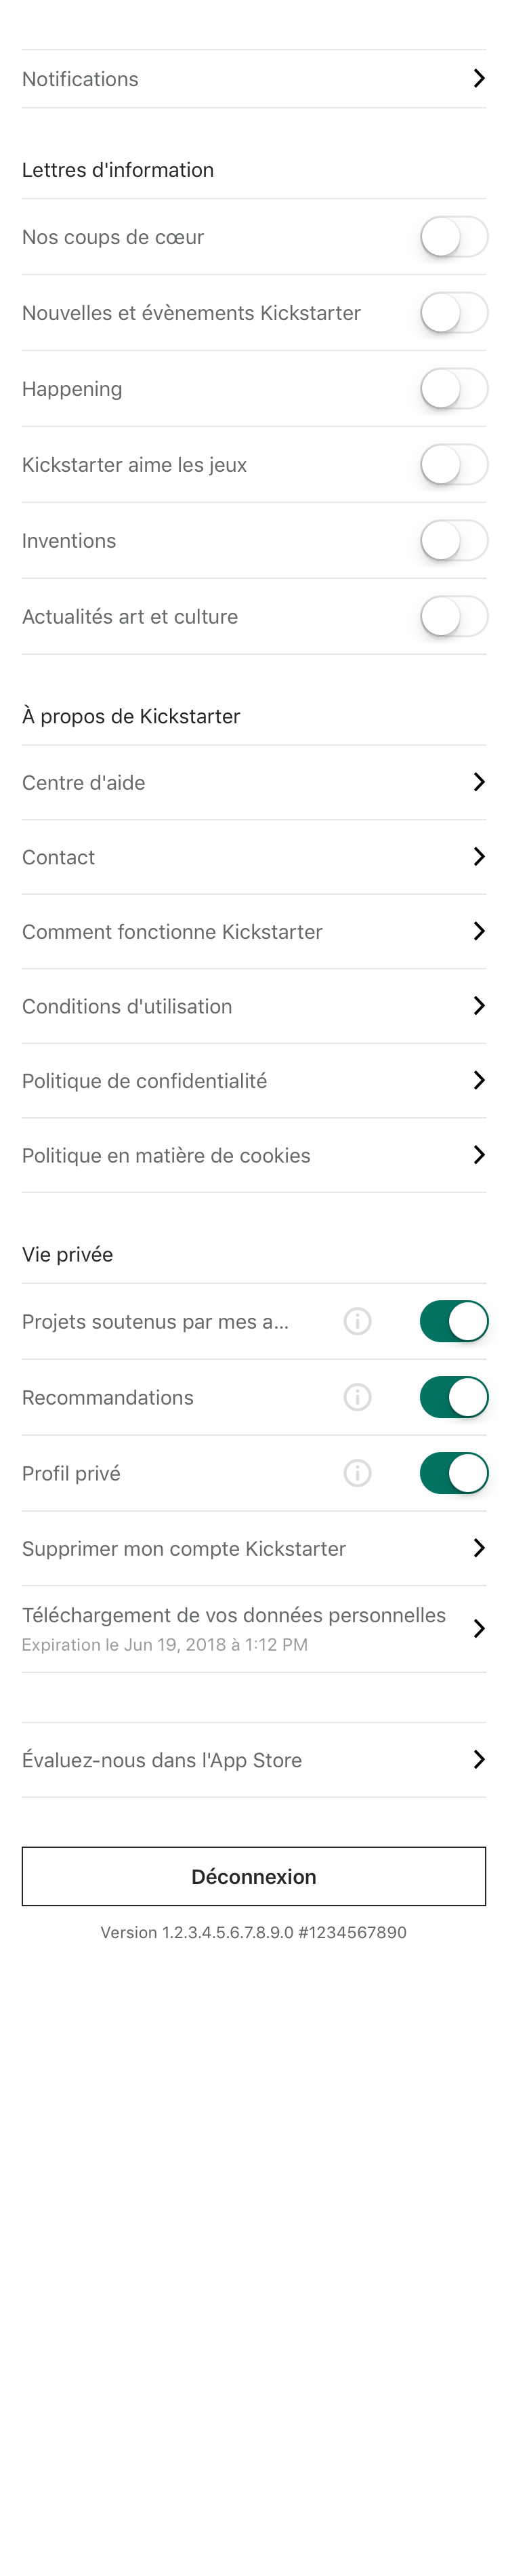 Notifications
Lettres d'information
Nos coups de cœur
Nouvelles et évènements Kickstarter
Happening
Kickstarter aime les jeux
Inventions
Actualités art et culture
À propos de Kickstarter
Centre d'aide
Contact
Comment fonctionne Kickstarter
Conditions d'utilisation
Politique de confidentialité
Politique en matière de cookies
Vie privée
Projets soutenus par mes a...
Recommandations
Profil privé
Supprimer mon compte Kickstarter
Téléchargement de vos données personnelles
Expiration le Jun 19, 2018 à 1:12 PM
Évaluez-nous dans l'App Store
Déconnexion
Version 1.2.3.4.5.6.7.8.9.0 #1234567890